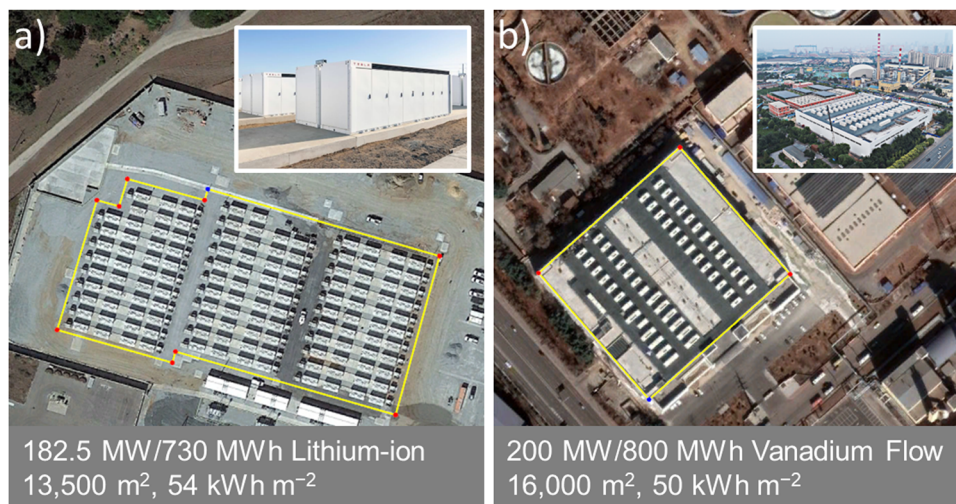 a)
182.5 MW/730 MWh Lithium-ion
13,500 m², 54 kWh m⁻²
b)
200 MW/800 MWh Vanadium Flow
16,000 m², 50 kWh m⁻²